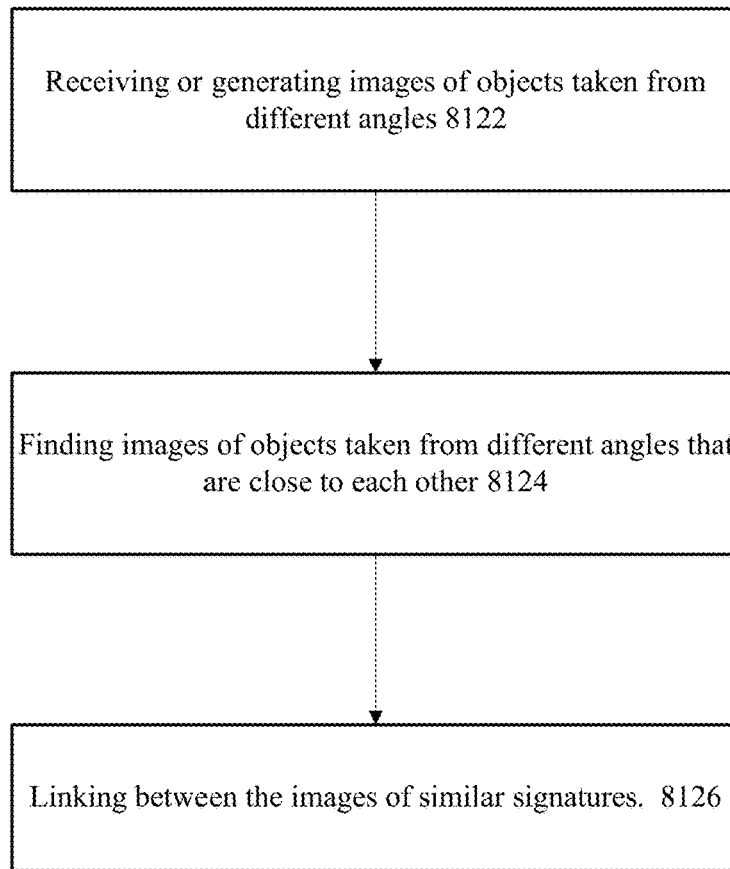 Receiving or generating images of objects taken from
different angles 8122
Finding images of objects taken from different angles that
are close to each other 8124
Linking between the images of similar signatures.  8126